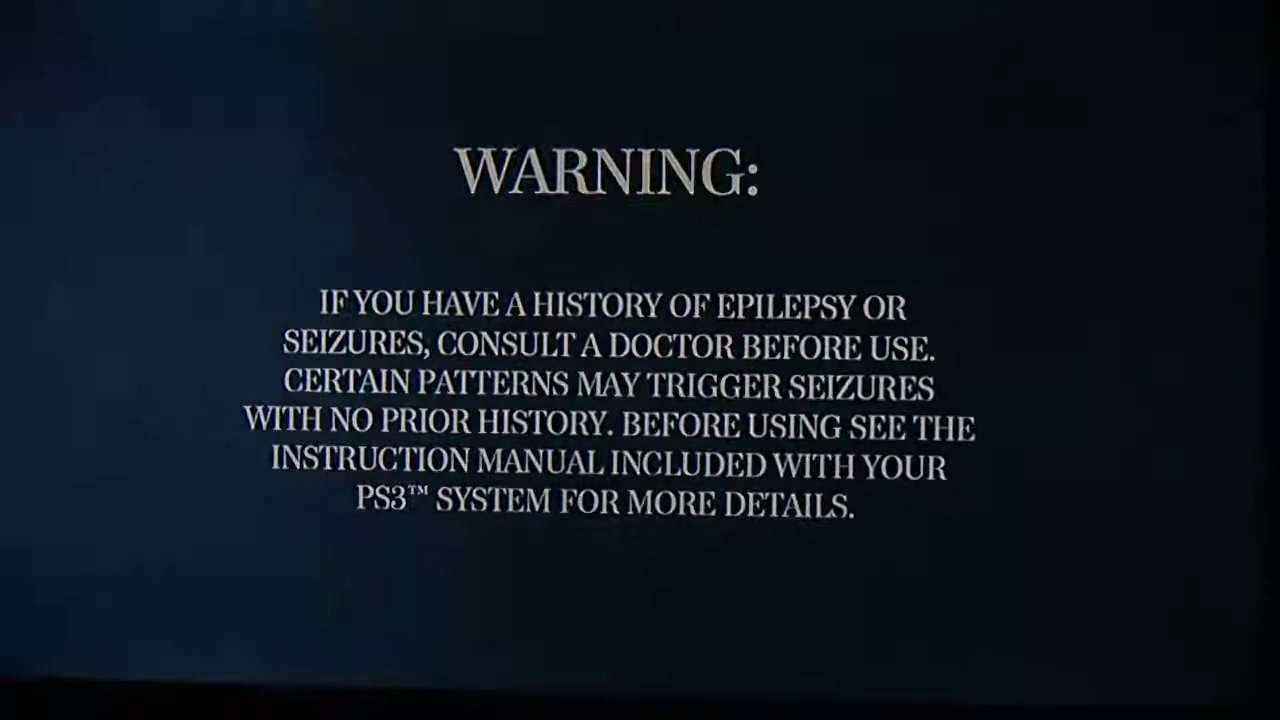 WARNING:
IF YOU HAVE A HISTORY OF EPILEPSY OR
SEIZURES, CONSULT A DOCTOR BEFORE USE.
CERTAIN PATTERNS MAY TRIGGER SEIZURES
WITH NO PRIOR HISTORY. BEFORE USING SEE THE
INSTRUCTION MANUAL INCLUDED WITH YOUR
PS3™ SYSTEM FOR MORE DETAILS.